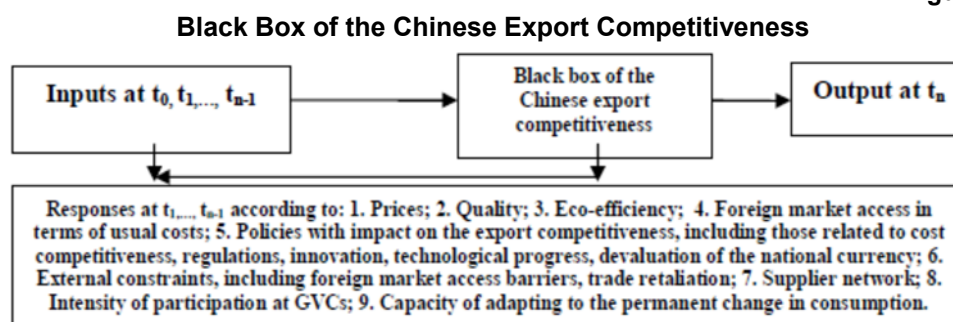 Black Box of the Chinese Export Competitiveness
Inputs at t0, t1,..., tn-1
Black box of the
Chinese export
competitiveness
Output at tn
Responses at t1,..., tn-1 according to: 1. Prices; 2. Quality; 3. Eco-efficiency; 4. Foreign market access in
terms of usual costs; 5. Policies with impact on the export competitiveness, including those related to cost
competitiveness, regulations, innovation, technological progress, devaluation of the national currency; 6.
External constraints, including foreign market access barriers, trade retaliation; 7. Supplier network; 8.
Intensity of participation at GVCs; 9. Capacity of adapting to the permanent change in consumption.